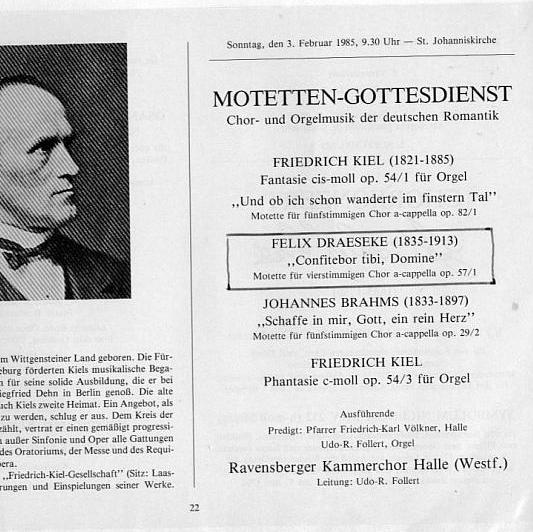 m Wittgensteiner Land geboren. Die Für-
eburg förderten Kiels musikalische Bega-
n für seine solide Ausbildung, die er bei
iegfried Dehn in Berlin genoß. Die alte
uch Kiels zweite Heimat. Ein Angebot, als
zu werden, schlug er aus. Dem Kreis der
zählt, vertrat er einen gemäßigt progressi-
n außer Sinfonie und Oper alle Gattungen
des Oratoriums, der Messe und des Requi-
pera.
„Friedrich-Kiel-Gesellschaft" (Sitz: Laas-
rungen und Einspielungen seiner Werke.
Sonntag, den 3. Februar 1985, 9.30 Uhr — St. Johanniskirche
MOTETTEN-GOTTESDIENST
Chor- und Orgelmusik der deutschen Romantik
FRIEDRICH KIEL (1821-1885)
Fantasie cis-moll op. 54/1 für Orgel
„Und ob ich schon wanderte im finstern Tal"
Motette für fünfstimmigen Chor a-cappella op. 82/1
FELIX DRAESEKE (1835-1913)
„Confitebor tibi, Domine"
Motette für vierstimmigen Chor a-cappella op. 57/1
JOHANNES BRAHMS (1833-1897)
„Schaffe in mir, Gott, ein rein Herz"
Motette für fünfstimmigen Chor a-cappella op. 29/2
FRIEDRICH KIEL
Phantasie c-moll op. 54/3 für Orgel
Ausführende
Predigt: Pfarrer Friedrich-Karl Völkner, Halle
Udo-R. Follert, Orgel
Ravensberger Kammerchor Halle (Westf.)
Leitung: Udo-R. Follert
22